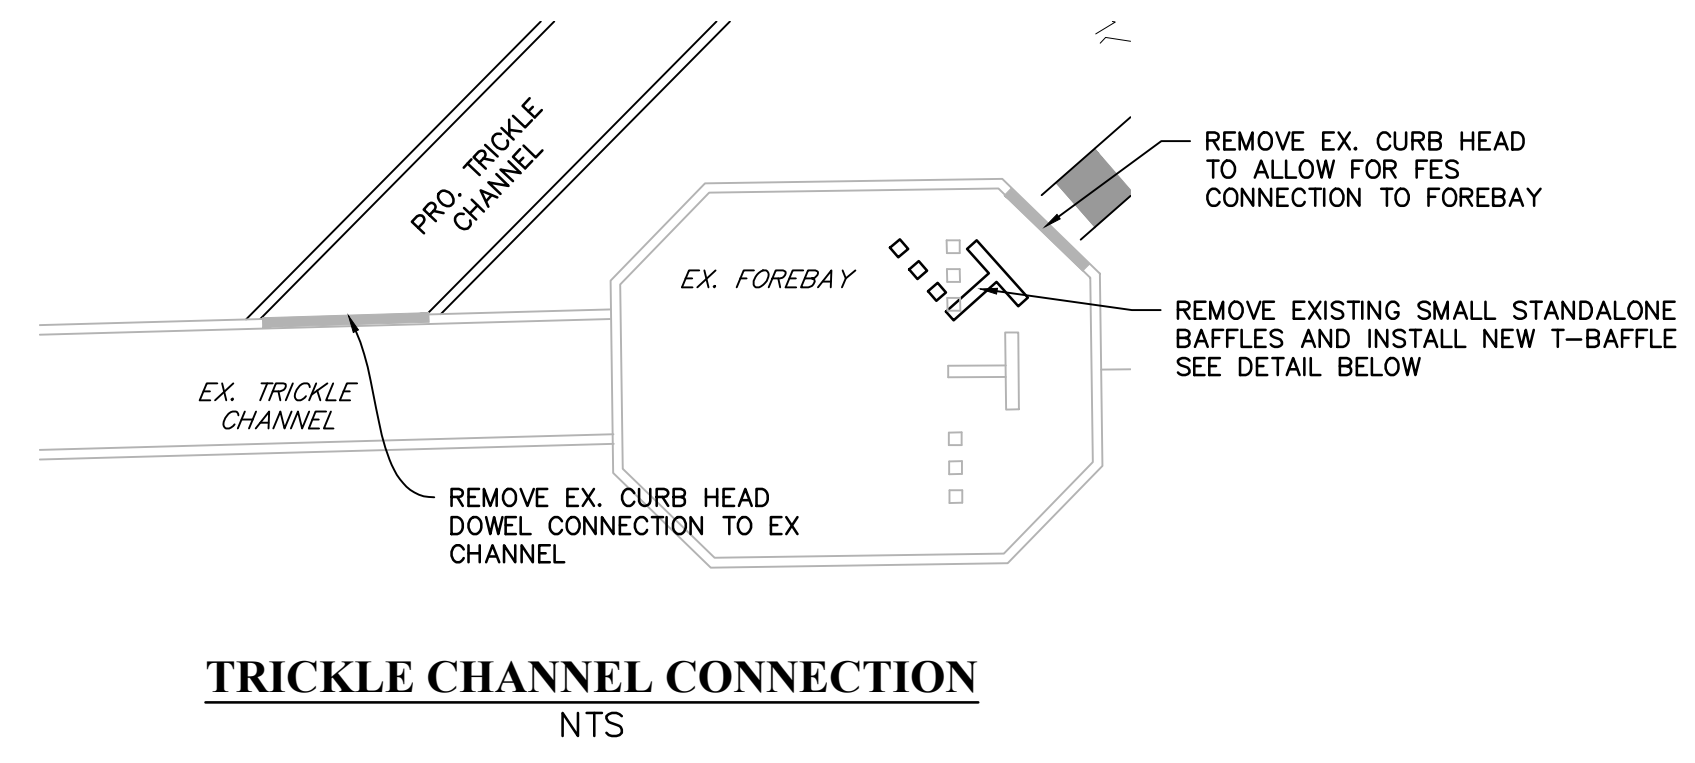 PRO. TRICKLE
CHANNEL
REMOVE EX. CURB HEAD
TO ALLOW FOR FES
CONNECTION TO FOREBAY
EX. FOREBAY
REMOVE EXISTING SMALL STANDALONE
BAFFLES AND INSTALL NEW T-BAFFLE
SEE DETAIL BELOW
EX. TRICKLE
CHANNEL
REMOVE EX. CURB HEAD
DOWEL CONNECTION TO EX
CHANNEL
TRICKLE CHANNEL CONNECTION
NTS